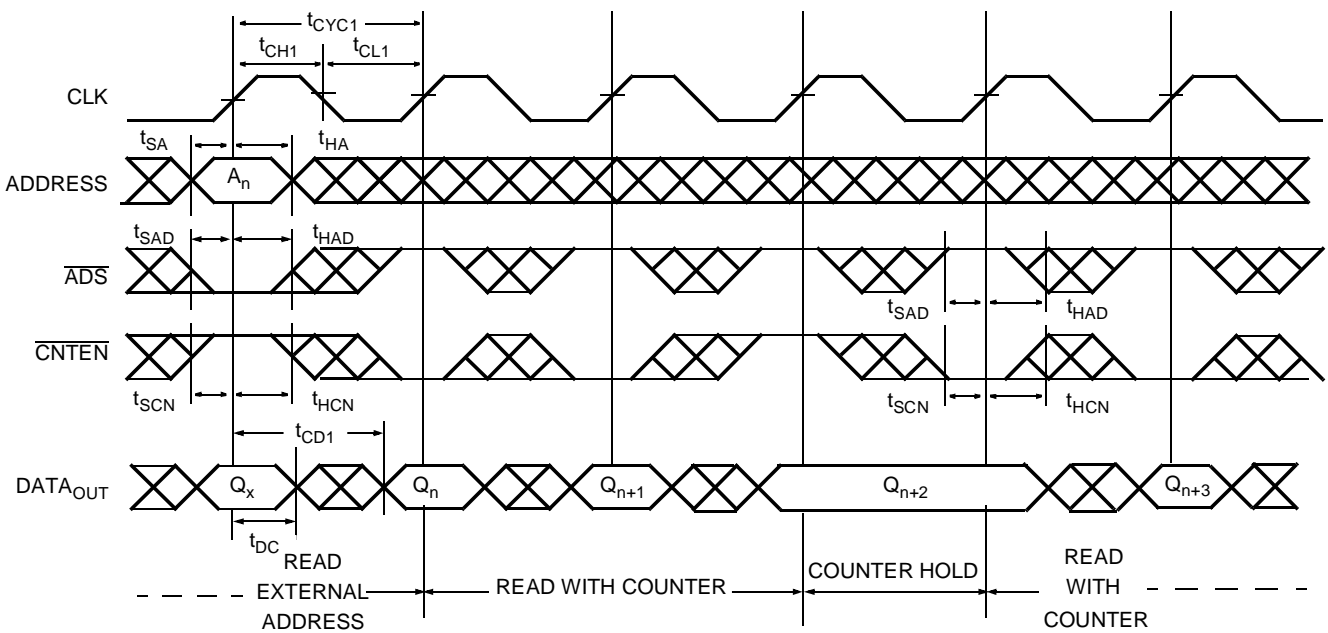 tCYC1
tCH1 tCL1
CLK
tSA tHA
ADDRESS An
tSAD tHAD
ADS
tSAD tHAD
CNTEN
tSCN tHCN
tSCN tHCN
tCD1
DATAOUT Qx Qn Qn+1 Qn+2 Qn+3
tDC
READ
EXTERNAL
ADDRESS
READ WITH COUNTER
COUNTER HOLD
READ
WITH
COUNTER